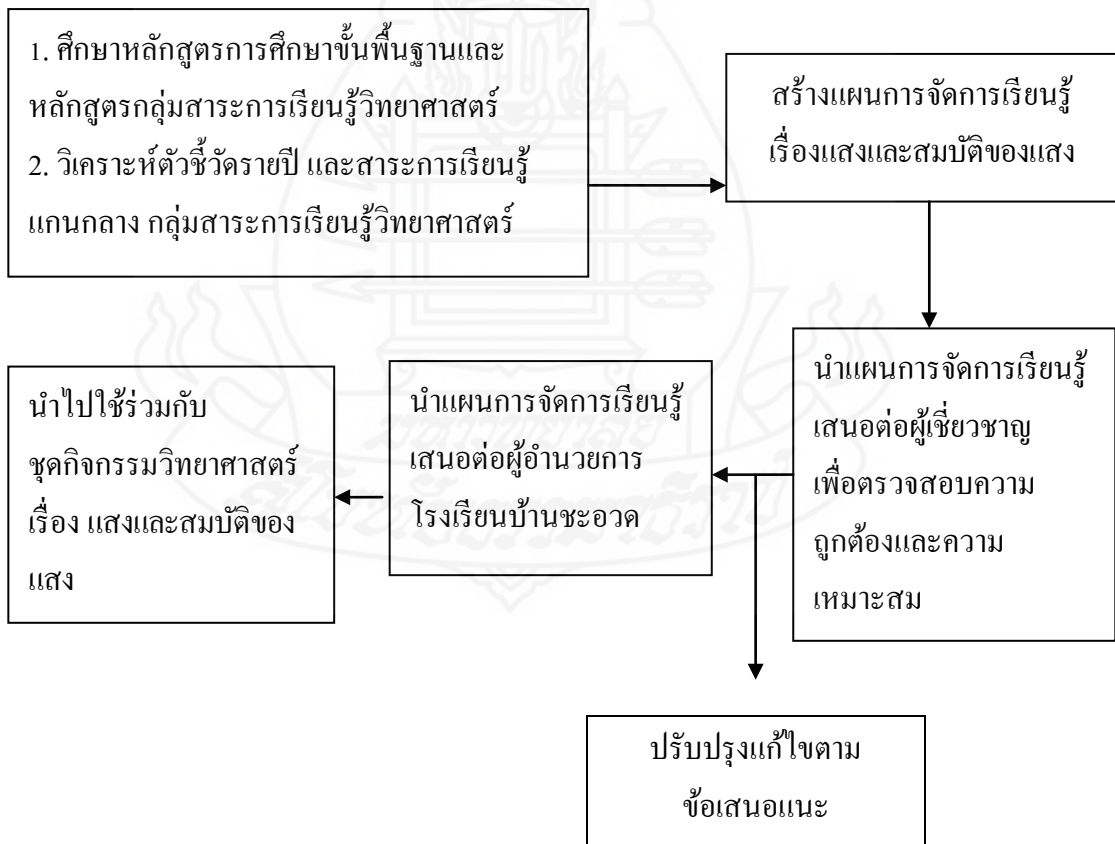 1. ศึกษาหลักสูตรการศึกษาขั้นพื้นฐานและ
หลักสูตรกลุ่มสาระการเรียนรู้วิทยาศาสตร์
2. วิเคราะห์ตัวชี้วัดรายปี และสาระการเรียนรู้
แกนกลาง กลุ่มสาระการเรียนรู้วิทยาศาสตร์
สร้างแผนการจัดการเรียนรู้
เรื่องแสงและสมบัติของแสง
นำแผนการจัดการเรียนรู้
เสนอต่อผู้เชี่ยวชาญ
เพื่อตรวจสอบความ
ถูกต้องและความ
เหมาะสม
นำแผนการจัดการเรียนรู้
เสนอต่อผู้อำนวยการ
โรงเรียนบ้านชะอวด
นำไปใช้ร่วมกับ
ชุดกิจกรรมวิทยาศาสตร์
เรื่อง แสงและสมบัติของ
แสง
ปรับปรุงแก้ไขตาม
ข้อเสนอแนะ